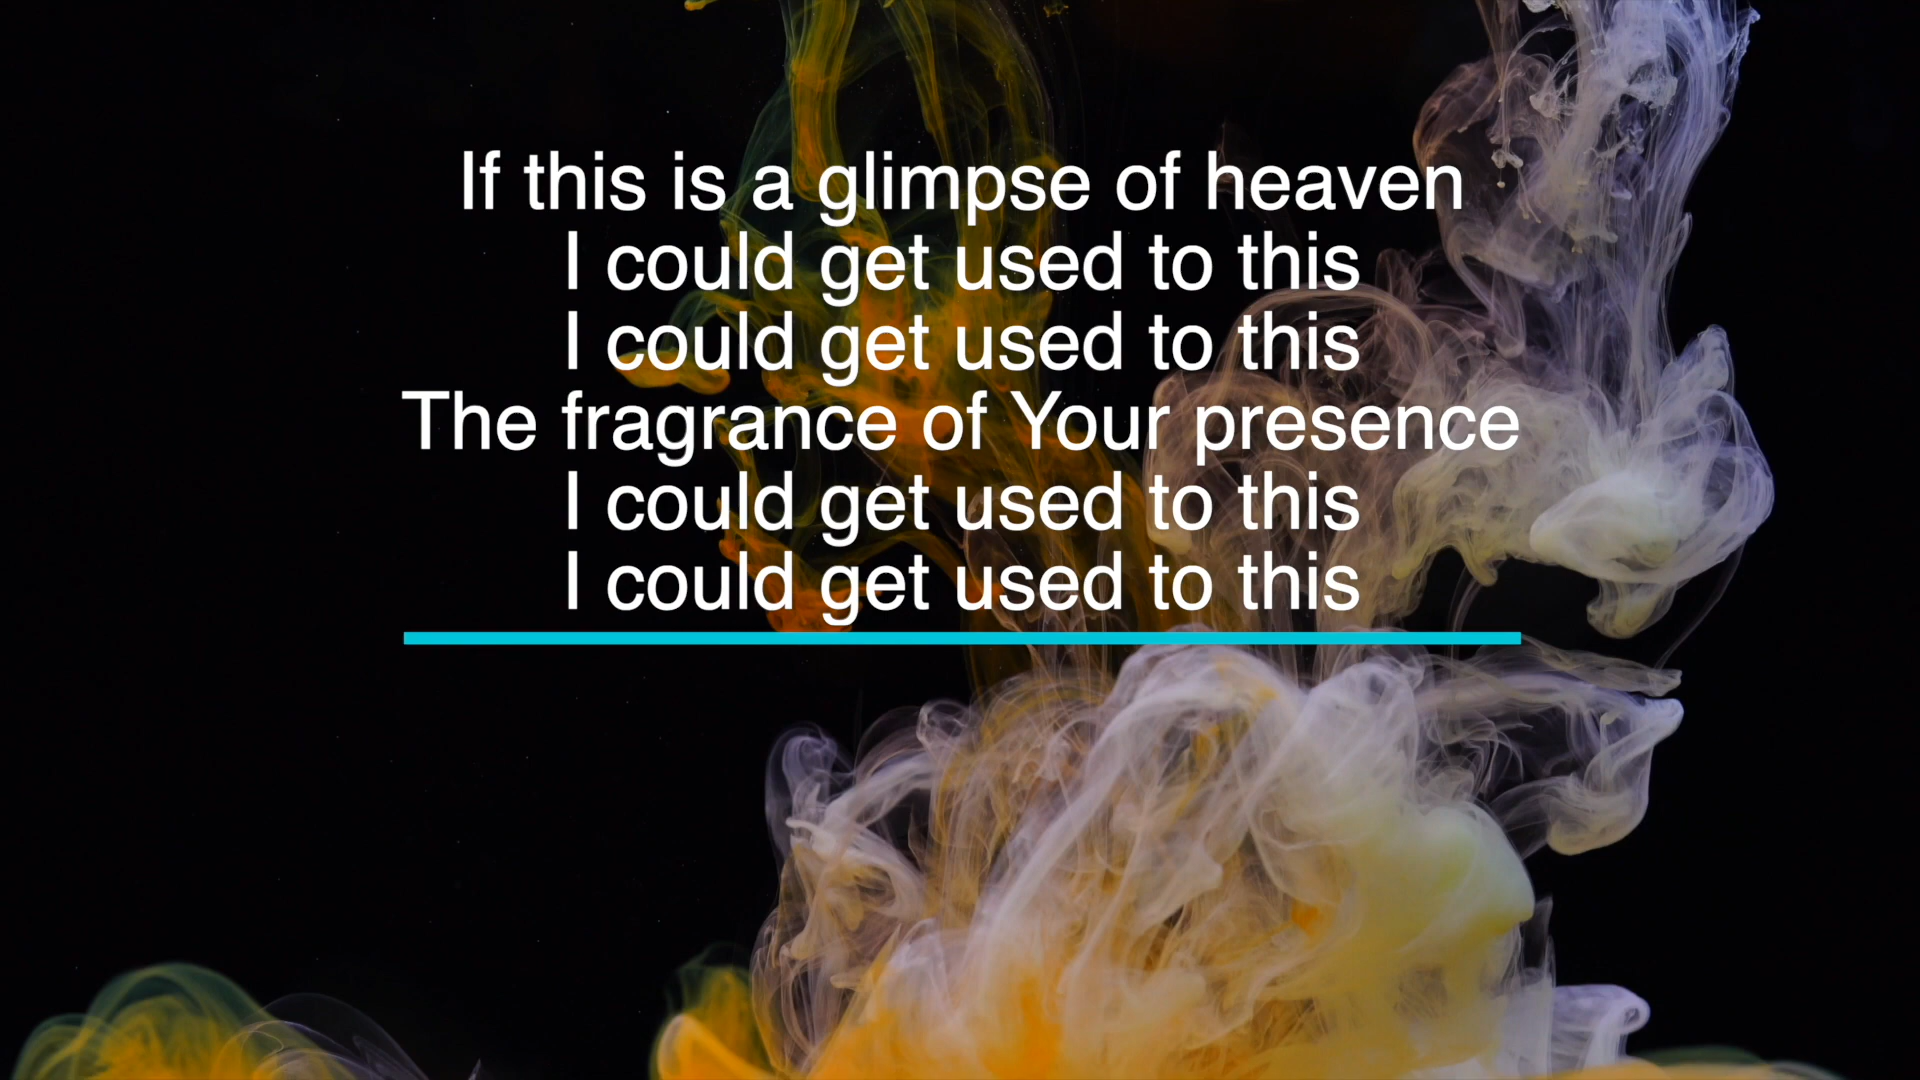 If this is a glimpse of heaven
I could get used to this
I could get used to this
The fragrance of Your presence
I could get used to this
I could get used to this